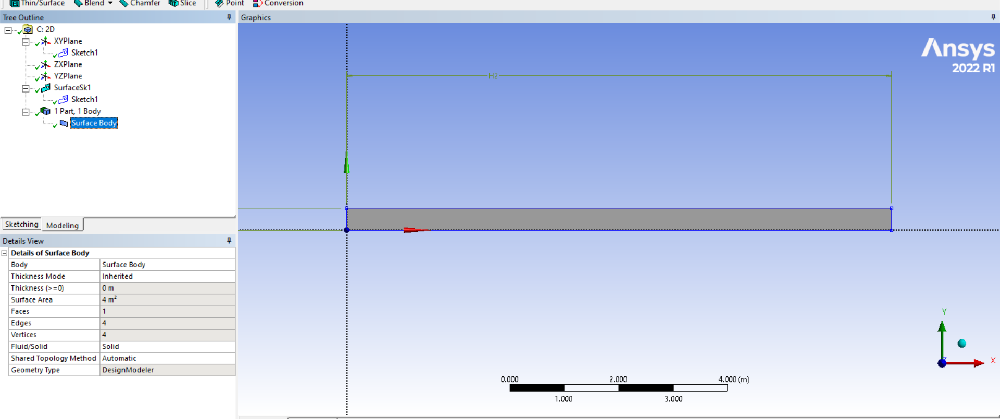 Thin/Surface Blend Chamfer Slice Point Conversion
Tree Outline
C: 2D
XYPlane
Sketch1
ZXPlane
YZPlane
SurfaceSk1
Sketch1
1 Part, 1 Body
Surface Body
Sketching Modeling
Details View
Details of Surface Body
Body Surface Body
Thickness Mode Inherited
Thickness (>=0) 0 m
Surface Area 4 m²
Faces 1
Edges 4
Vertices 4
Fluid/Solid Solid
Shared Topology Method Automatic
Geometry Type DesignModeler
Graphics
Ansys
2022 R1
H2
Y
Z
X
0.000 2.000 4.000 (m)
1.000 3.000